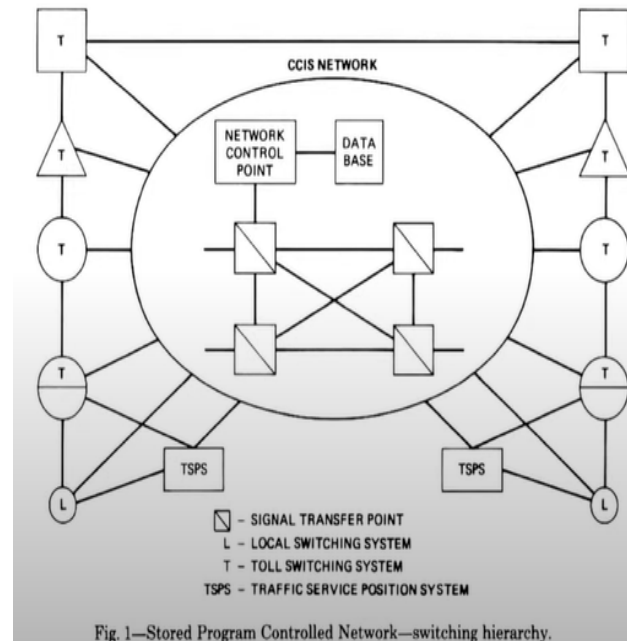 T
T
CCIS NETWORK
NETWORK
CONTROL
POINT
DATA
BASE
T
T
T
T
T
T
TSPS
TSPS
L
L
- SIGNAL TRANSFER POINT
L - LOCAL SWITCHING SYSTEM
T - TOLL SWITCHING SYSTEM
TSPS - TRAFFIC SERVICE POSITION SYSTEM
Fig. 1—Stored Program Controlled Network—switching hierarchy.